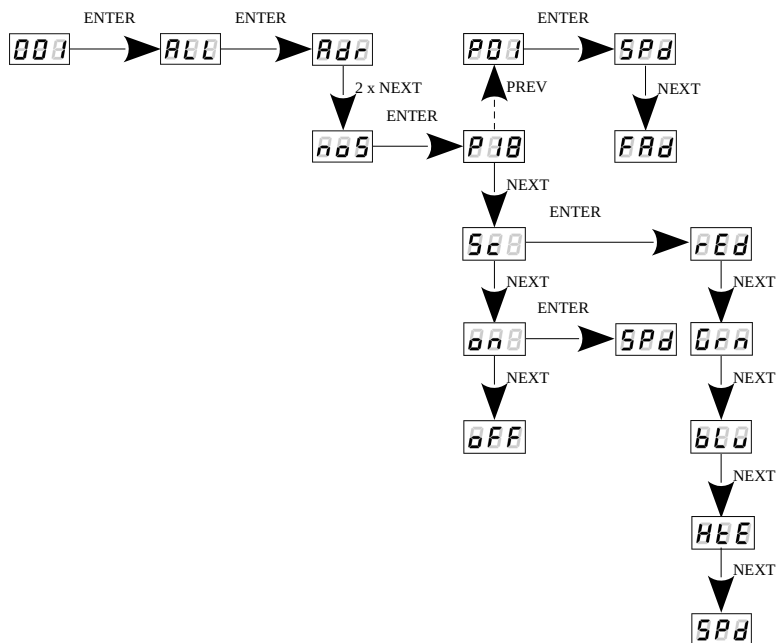 ENTER ENTER ENTER
001 ALL Adr P01 SPd
2 x NEXT PREV NEXT
ENTER
noS P18 FAd
NEXT
ENTER
Sc rEd
NEXT NEXT
ENTER
on SPd Grn
NEXT NEXT
oFF bLu
NEXT
HtE
NEXT
SPd